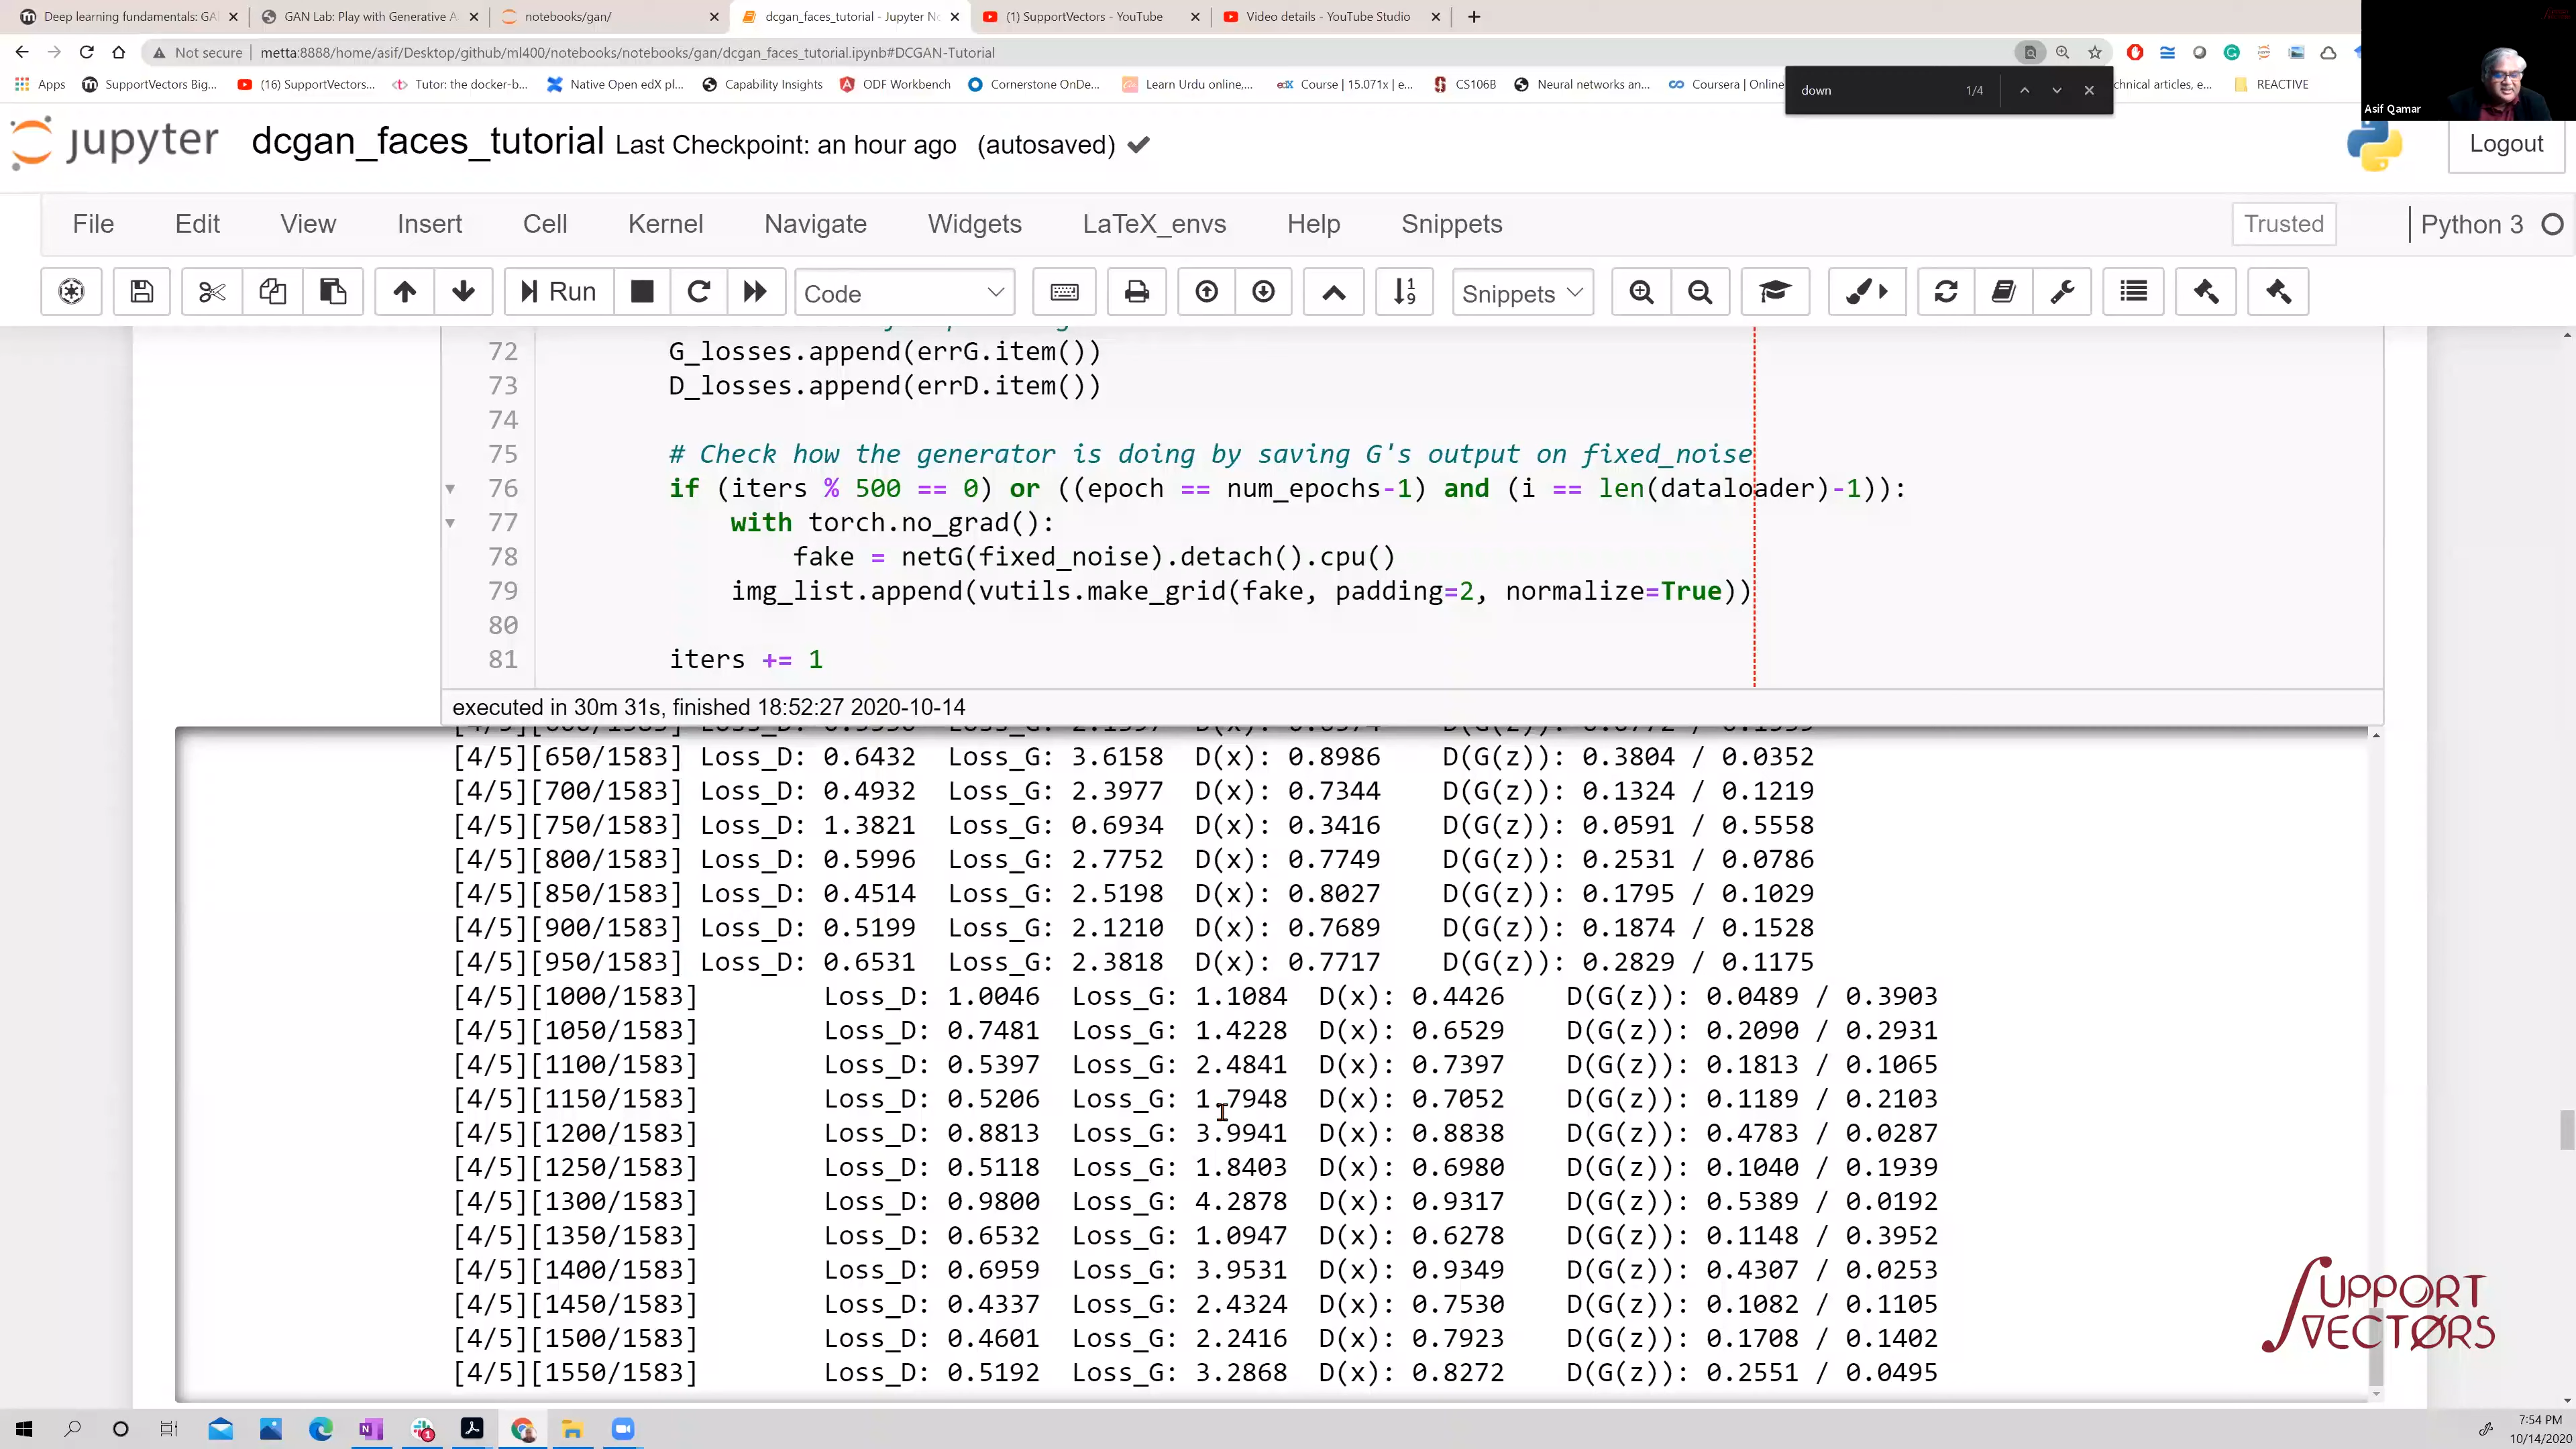 Deep learning fundamentals: GA
GAN Lab: Play with Generative A
notebooks/gan/
dcgan_faces_tutorial - Jupyter No
(1) SupportVectors - YouTube
Video details - YouTube Studio
Not secure | metta:8888/home/asif/Desktop/github/ml400/notebooks/notebooks/gan/dcgan_faces_tutorial.ipynb#DCGAN-Tutorial
Apps SupportVectors Big... (16) SupportVectors... Tutor: the docker-b... Native Open edX pl... Capability Insights ODF Workbench Cornerstone OnDe... Learn Urdu online,... Course | 15.071x | e... CS106B Neural networks an... Coursera | Online chnical articles, e... REACTIVE
down 1/4
Asif Qamar
jupyter dcgan_faces_tutorial Last Checkpoint: an hour ago (autosaved) Logout
File Edit View Insert Cell Kernel Navigate Widgets LaTeX_envs Help Snippets Trusted | Python 3
Run Code Snippets
72 G_losses.append(errG.item())
73 D_losses.append(errD.item())
74
75 # Check how the generator is doing by saving G's output on fixed_noise
76 if (iters % 500 == 0) or ((epoch == num_epochs-1) and (i == len(dataloader)-1)):
77 with torch.no_grad():
78 fake = netG(fixed_noise).detach().cpu()
79 img_list.append(vutils.make_grid(fake, padding=2, normalize=True))
80
81 iters += 1
executed in 30m 31s, finished 18:52:27 2020-10-14
[4/5][650/1583] Loss_D: 0.6432 Loss_G: 3.6158 D(x): 0.8986 D(G(z)): 0.3804 / 0.0352
[4/5][700/1583] Loss_D: 0.4932 Loss_G: 2.3977 D(x): 0.7344 D(G(z)): 0.1324 / 0.1219
[4/5][750/1583] Loss_D: 1.3821 Loss_G: 0.6934 D(x): 0.3416 D(G(z)): 0.0591 / 0.5558
[4/5][800/1583] Loss_D: 0.5996 Loss_G: 2.7752 D(x): 0.7749 D(G(z)): 0.2531 / 0.0786
[4/5][850/1583] Loss_D: 0.4514 Loss_G: 2.5198 D(x): 0.8027 D(G(z)): 0.1795 / 0.1029
[4/5][900/1583] Loss_D: 0.5199 Loss_G: 2.1210 D(x): 0.7689 D(G(z)): 0.1874 / 0.1528
[4/5][950/1583] Loss_D: 0.6531 Loss_G: 2.3818 D(x): 0.7717 D(G(z)): 0.2829 / 0.1175
[4/5][1000/1583] Loss_D: 1.0046 Loss_G: 1.1084 D(x): 0.4426 D(G(z)): 0.0489 / 0.3903
[4/5][1050/1583] Loss_D: 0.7481 Loss_G: 1.4228 D(x): 0.6529 D(G(z)): 0.2090 / 0.2931
[4/5][1100/1583] Loss_D: 0.5397 Loss_G: 2.4841 D(x): 0.7397 D(G(z)): 0.1813 / 0.1065
[4/5][1150/1583] Loss_D: 0.5206 Loss_G: 1.7948 D(x): 0.7052 D(G(z)): 0.1189 / 0.2103
[4/5][1200/1583] Loss_D: 0.8813 Loss_G: 3.9941 D(x): 0.8838 D(G(z)): 0.4783 / 0.0287
[4/5][1250/1583] Loss_D: 0.5118 Loss_G: 1.8403 D(x): 0.6980 D(G(z)): 0.1040 / 0.1939
[4/5][1300/1583] Loss_D: 0.9800 Loss_G: 4.2878 D(x): 0.9317 D(G(z)): 0.5389 / 0.0192
[4/5][1350/1583] Loss_D: 0.6532 Loss_G: 1.0947 D(x): 0.6278 D(G(z)): 0.1148 / 0.3952
[4/5][1400/1583] Loss_D: 0.6959 Loss_G: 3.9531 D(x): 0.9349 D(G(z)): 0.4307 / 0.0253
[4/5][1450/1583] Loss_D: 0.4337 Loss_G: 2.4324 D(x): 0.7530 D(G(z)): 0.1082 / 0.1105
[4/5][1500/1583] Loss_D: 0.4601 Loss_G: 2.2416 D(x): 0.7923 D(G(z)): 0.1708 / 0.1402
[4/5][1550/1583] Loss_D: 0.5192 Loss_G: 3.2868 D(x): 0.8272 D(G(z)): 0.2551 / 0.0495
SUPPORT
VECTORS
7:54 PM
10/14/2020